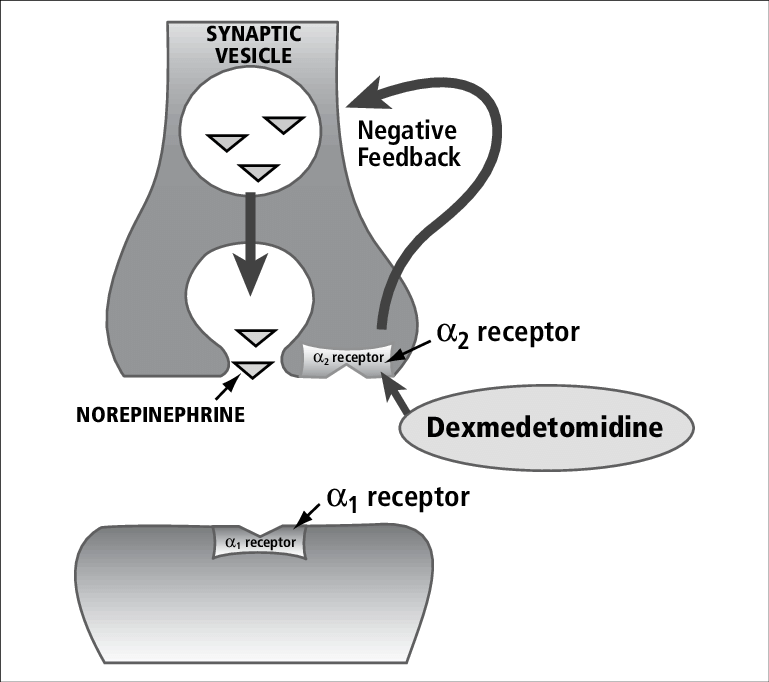 SYNAPTIC
VESICLE
Negative
Feedback
α2 receptor
α2 receptor
NOREPINEPHRINE
Dexmedetomidine
α1 receptor
α1 receptor